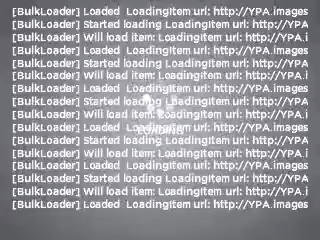 [BulkLoader] Loaded  LoadingItem url: http://YPA.images
[BulkLoader] Started loading LoadingItem url: http://YPA
[BulkLoader] Will load item: LoadingItem url: http://YPA.i
[BulkLoader] Loaded  LoadingItem url: http://YPA.images
[BulkLoader] Started loading LoadingItem url: http://YPA
[BulkLoader] Will load item: LoadingItem url: http://YPA.i
[BulkLoader] Loaded  LoadingItem url: http://YPA.images
[BulkLoader] Started loading LoadingItem url: http://YPA
[BulkLoader] Will load item: LoadingItem url: http://YPA.i
[BulkLoader] Loaded  LoadingItem url: http://YPA.images
[BulkLoader] Started loading LoadingItem url: http://YPA
[BulkLoader] Will load item: LoadingItem url: http://YPA.i
[BulkLoader] Loaded  LoadingItem url: http://YPA.images
[BulkLoader] Started loading LoadingItem url: http://YPA
[BulkLoader] Will load item: LoadingItem url: http://YPA.i
[BulkLoader] Loaded  LoadingItem url: http://YPA.images